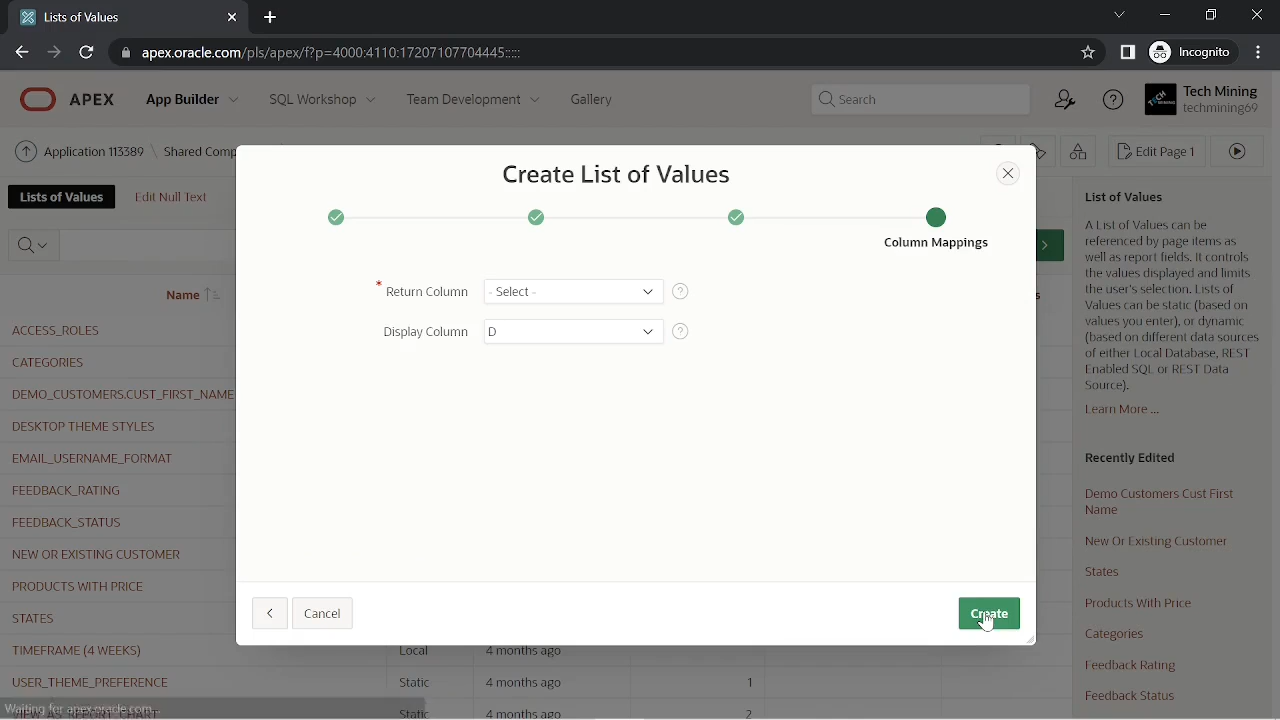 Lists of Values
apex.oracle.com/pls/apex/f?p=4000:4110:17207107704445:::::
Incognito
APEX
App Builder
SQL Workshop
Team Development
Gallery
Search
Tech Mining
techmining69
Application 113389 \ Shared Comp
Edit Page 1
Lists of Values
Edit Null Text
Name
ACCESS_ROLES
CATEGORIES
DEMO_CUSTOMERS.CUST_FIRST_NAME
DESKTOP THEME STYLES
EMAIL_USERNAME_FORMAT
FEEDBACK_RATING
FEEDBACK_STATUS
NEW OR EXISTING CUSTOMER
PRODUCTS WITH PRICE
STATES
TIMEFRAME (4 WEEKS)
Local
4 months ago
USER_THEME_PREFERENCE
Static
4 months ago
1
VIEW_AS_REPORT_CHART
Static
4 months ago
2
Waiting for apex.oracle.com...
Create List of Values
Column Mappings
* Return Column
- Select -
?
Display Column
D
?
Cancel
Create
List of Values
A List of Values can be
referenced by page items as
well as report fields. It controls
the values displayed and limits
the user's selection. Lists of
Values can be static (based on
values you enter), or dynamic
(based on different data sources
of either Local Database, REST
Enabled SQL or REST Data
Source).
Learn More ...
Recently Edited
Demo Customers Cust First
Name
New Or Existing Customer
States
Products With Price
Categories
Feedback Rating
Feedback Status